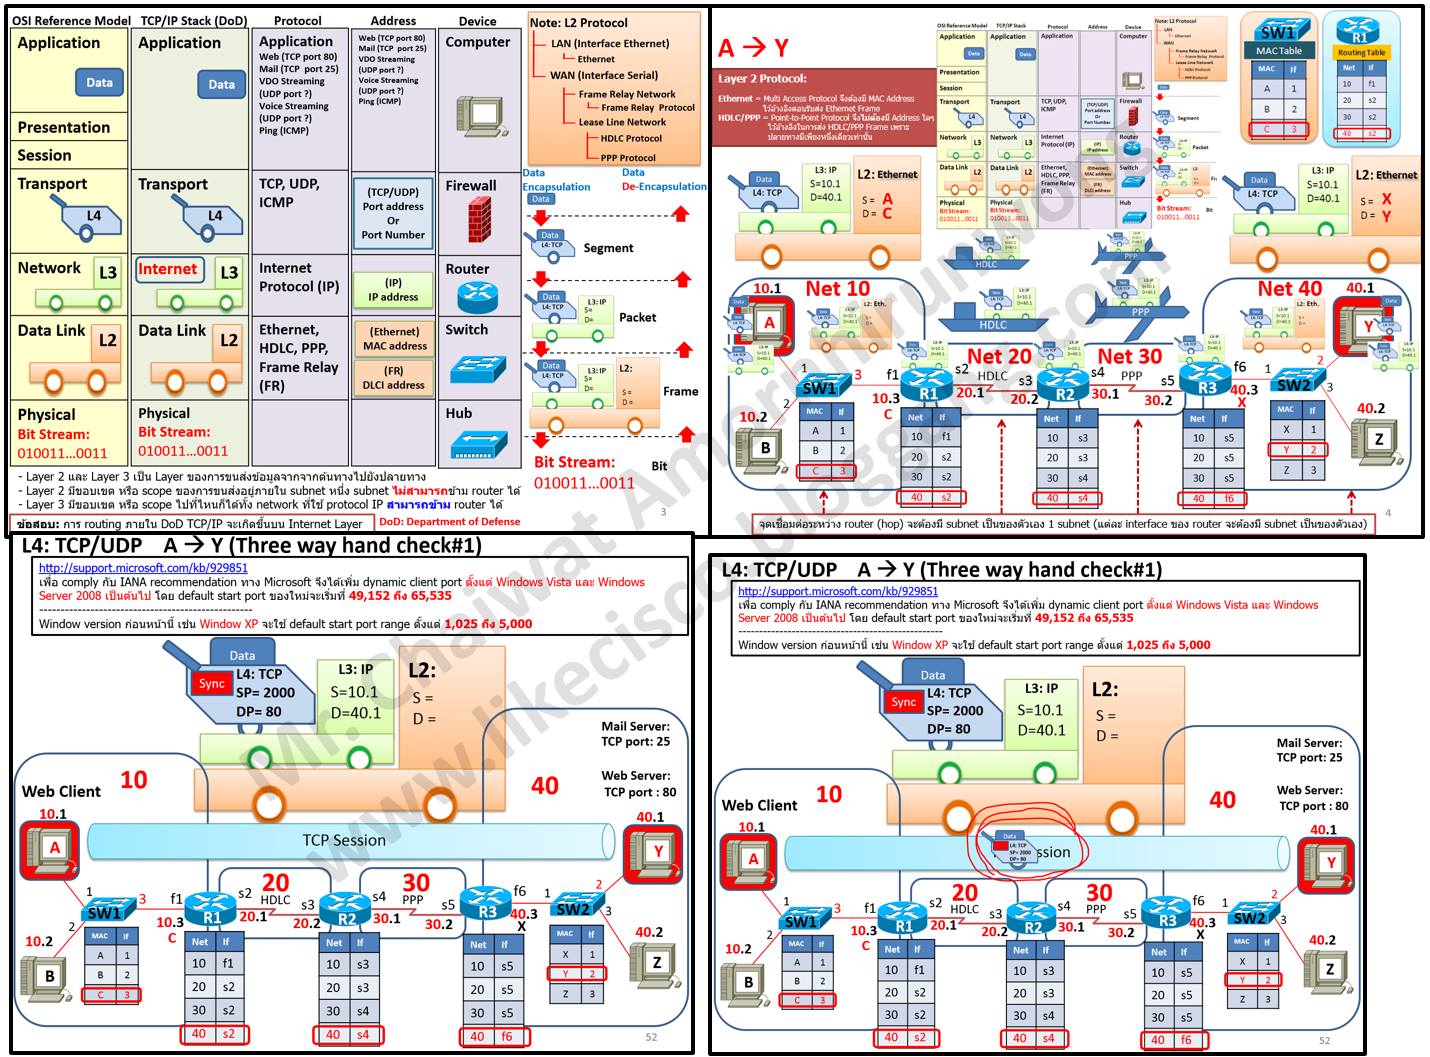 OSI Reference Model
TCP/IP Stack (DoD)
Protocol
Address
Device
Application
Data
Presentation
Session
Transport
L4
Network
L3
Data Link
L2
Physical
Bit Stream:
010011...0011
Application
Data
Transport
L4
Internet
L3
Data Link
L2
Physical
Bit Stream:
010011...0011
Application
Web (TCP port 80)
Mail (TCP port 25)
VDO Streaming
(UDP port ?)
Voice Streaming
(UDP port ?)
Ping (ICMP)
TCP, UDP,
ICMP
Internet
Protocol (IP)
Ethernet,
HDLC, PPP,
Frame Relay
(FR)
Web (TCP port 80)
Mail (TCP port 25)
VDO Streaming
(UDP port ?)
Voice Streaming
(UDP port ?)
Ping (ICMP)
(TCP/UDP)
Port address
Or
Port Number
(IP)
IP address
(Ethernet)
MAC address
(FR)
DLCI address
Computer
Firewall
Router
Switch
Hub
Note: L2 Protocol
LAN (Interface Ethernet)
Ethernet
WAN (Interface Serial)
Frame Relay Network
Frame Relay Protocol
Lease Line Network
HDLC Protocol
PPP Protocol
Data
Encapsulation
Data
De-Encapsulation
Data
Data
L4: TCP
Segment
Data
L4: TCP
L3: IP
S=
D=
Packet
Data
L4: TCP
L3: IP
S=
D=
L2:
S =
D =
Frame
Bit Stream:
010011...0011
Bit
- Layer 2 และ Layer 3 เป็น Layer ของการขนส่งข้อมูลจากจากต้นทางไปยังปลายทาง
- Layer 2 มีขอบเขต หรือ scope ของการขนส่งอยู่ภายใน subnet หนึ่ง subnet ไม่สามารถข้าม router ได้
- Layer 3 มีขอบเขต หรือ scope ไปที่ไหนก็ได้ทั้ง network ที่ใช้ protocol IP สามารถข้าม router ได้
ข้อสอบ: การ routing ภายใน DoD TCP/IP จะเกิดขึ้นบน Internet Layer
DoD: Department of Defense
3
A → Y
Layer 2 Protocol:
Ethernet = Multi Access Protocol จึงต้องมี MAC Address
ไว้อ้างอิงตอนรับส่ง Ethernet Frame
HDLC/PPP = Point-to-Point Protocol จึงไม่ต้องมี Address ใดๆ
ไว้อ้างอิงในการส่ง HDLC/PPP Frame เพราะ
ปลายทางมีเพียงหนึ่งเดียวเท่านั้น
SW1
MAC Table
MAC If
A 1
B 2
C 3
R1
Routing Table
Net If
10 f1
20 s2
30 s2
40 s2
Data
L4: TCP
L3: IP
S=10.1
D=40.1
L2: Ethernet
S = A
D = C
Data
L4: TCP
L3: IP
S=10.1
D=40.1
L2: Ethernet
S = X
D = Y
HDLC
PPP
HDLC
PPP
Net 10
Net 20
Net 30
Net 40
10.1
A
10.2
B
SW1
1
2
3
f1
10.3
C
R1
s2
HDLC
20.1
s3
20.2
R2
s4
PPP
30.1
s5
30.2
R3
f6
40.3
X
SW2
1
2
3
40.1
Y
40.2
Z
MAC If
A 1
B 2
C 3
Net If
10 f1
20 s2
30 s2
40 s2
Net If
10 s3
20 s3
30 s4
40 s4
Net If
10 s5
20 s5
30 s5
40 f6
MAC If
X 1
Y 2
Z 3
จุดเชื่อมต่อระหว่าง router (hop) จะต้องมี subnet เป็นของตัวเอง 1 subnet (แต่ละ interface ของ router จะต้องมี subnet เป็นของตัวเอง)
4
L4: TCP/UDP A → Y (Three way hand check#1)
http://support.microsoft.com/kb/929851
เพื่อ comply กับ IANA recommendation ทาง Microsoft จึงได้เพิ่ม dynamic client port ตั้งแต่ Windows Vista และ Windows
Server 2008 เป็นต้นไป โดย default start port ของใหม่จะเริ่มที่ 49,152 ถึง 65,535
Window version ก่อนหน้านี้ เช่น Window XP จะใช้ default start port range ตั้งแต่ 1,025 ถึง 5,000
Data
Sync
L4: TCP
SP= 2000
DP= 80
L3: IP
S=10.1
D=40.1
L2:
S =
D =
Mail Server:
TCP port: 25
Web Server:
TCP port : 80
Web Client
10
40
TCP Session
10.1
A
10.2
B
SW1
1
2
3
f1
10.3
C
R1
s2
20
HDLC
20.1
s3
20.2
R2
s4
30
PPP
30.1
s5
30.2
R3
f6
40.3
X
SW2
1
2
3
40.1
Y
40.2
Z
MAC If
A 1
B 2
C 3
Net If
10 f1
20 s2
30 s2
40 s2
Net If
10 s3
20 s3
30 s4
40 s4
Net If
10 s5
20 s5
30 s5
40 f6
MAC If
X 1
Y 2
Z 3
52
L4: TCP/UDP A → Y (Three way hand check#1)
http://support.microsoft.com/kb/929851
เพื่อ comply กับ IANA recommendation ทาง Microsoft จึงได้เพิ่ม dynamic client port ตั้งแต่ Windows Vista และ Windows
Server 2008 เป็นต้นไป โดย default start port ของใหม่จะเริ่มที่ 49,152 ถึง 65,535
Window version ก่อนหน้านี้ เช่น Window XP จะใช้ default start port range ตั้งแต่ 1,025 ถึง 5,000
Data
Sync
L4: TCP
SP= 2000
DP= 80
L3: IP
S=10.1
D=40.1
L2:
S =
D =
Mail Server:
TCP port: 25
Web Server:
TCP port : 80
Web Client
10
40
Data
L4: TCP
SP= 2000
DP= 80
ession
10.1
A
10.2
B
SW1
1
2
3
f1
10.3
C
R1
s2
20
HDLC
20.1
s3
20.2
R2
s4
30
PPP
30.1
s5
30.2
R3
f6
40.3
X
SW2
1
2
3
40.1
Y
40.2
Z
MAC If
A 1
B 2
C 3
Net If
10 f1
20 s2
30 s2
40 s2
Net If
10 s3
20 s3
30 s4
40 s4
Net If
10 s5
20 s5
30 s5
40 f6
MAC If
X 1
Y 2
Z 3
52